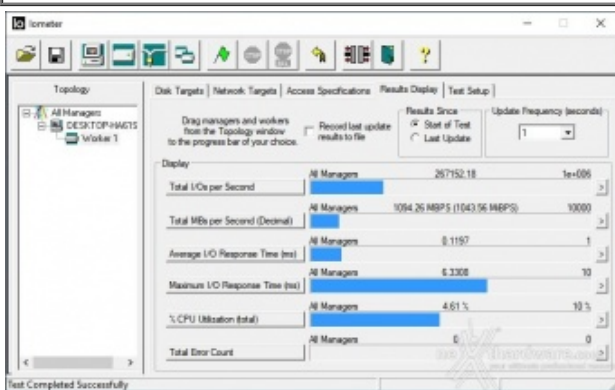 Iometer
Topology
All Managers
DESKTOP-HA6TS
Worker 1
Disk Targets | Network Targets | Access Specifications | Results Display | Test Setup
Drag managers and workers
from the Topology window
to the progress bar of your choice.
Record last update
results to file
Results Since
Start of Test
Last Update
Update Frequency (seconds)
1
Display
All Managers 267152.18 1e+006
Total I/Os per Second
All Managers 1094.26 MBPS (1043.56 MiBPS) 10000
Total MBs per Second (Decimal)
All Managers 0.1197 1
Average I/O Response Time (ms)
All Managers 6.3308 10
Maximum I/O Response Time (ms)
All Managers 4.61 % 10 %
% CPU Utilization (total)
All Managers 0 0
Total Error Count
Test Completed Successfully